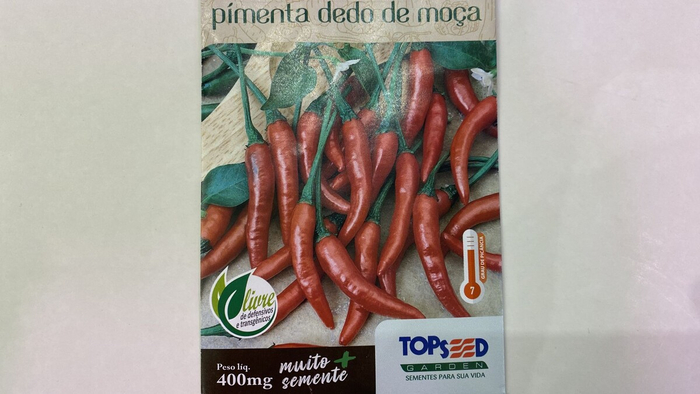 pimenta dedo de moça
GRAU DE PICÂNCIA
7
livre
de defensivos
e transgênicos
Peso líq.
400mg
muito +
semente
TOPSEED
GARDEN
SEMENTES PARA SUA VIDA